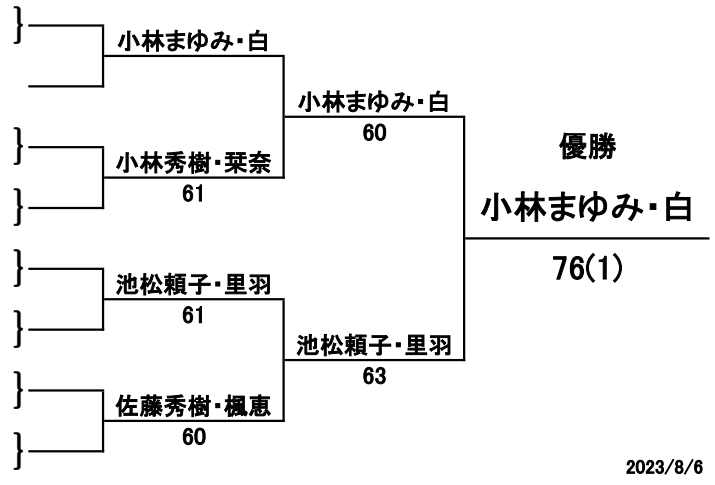 小林まゆみ・白
小林まゆみ・白
60
優勝
小林秀樹・栞奈
61
小林まゆみ・白
76(1)
池松頼子・里羽
61
池松頼子・里羽
63
佐藤秀樹・楓恵
60
2023/8/6